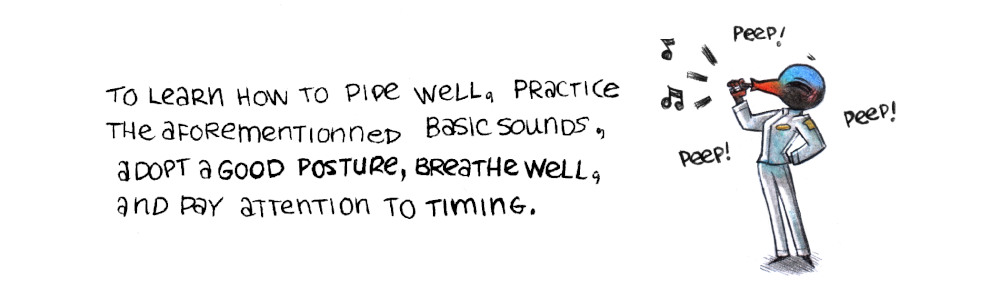 TO LEARN HOW TO PIPE WELL, PRACTICE
THE AFOREMENTIONNED BASIC SOUNDS,
ADOPT A GOOD POSTURE, BREATHE WELL,
AND PAY ATTENTION TO TIMING.
PEEP!
PEEP!
PEEP!